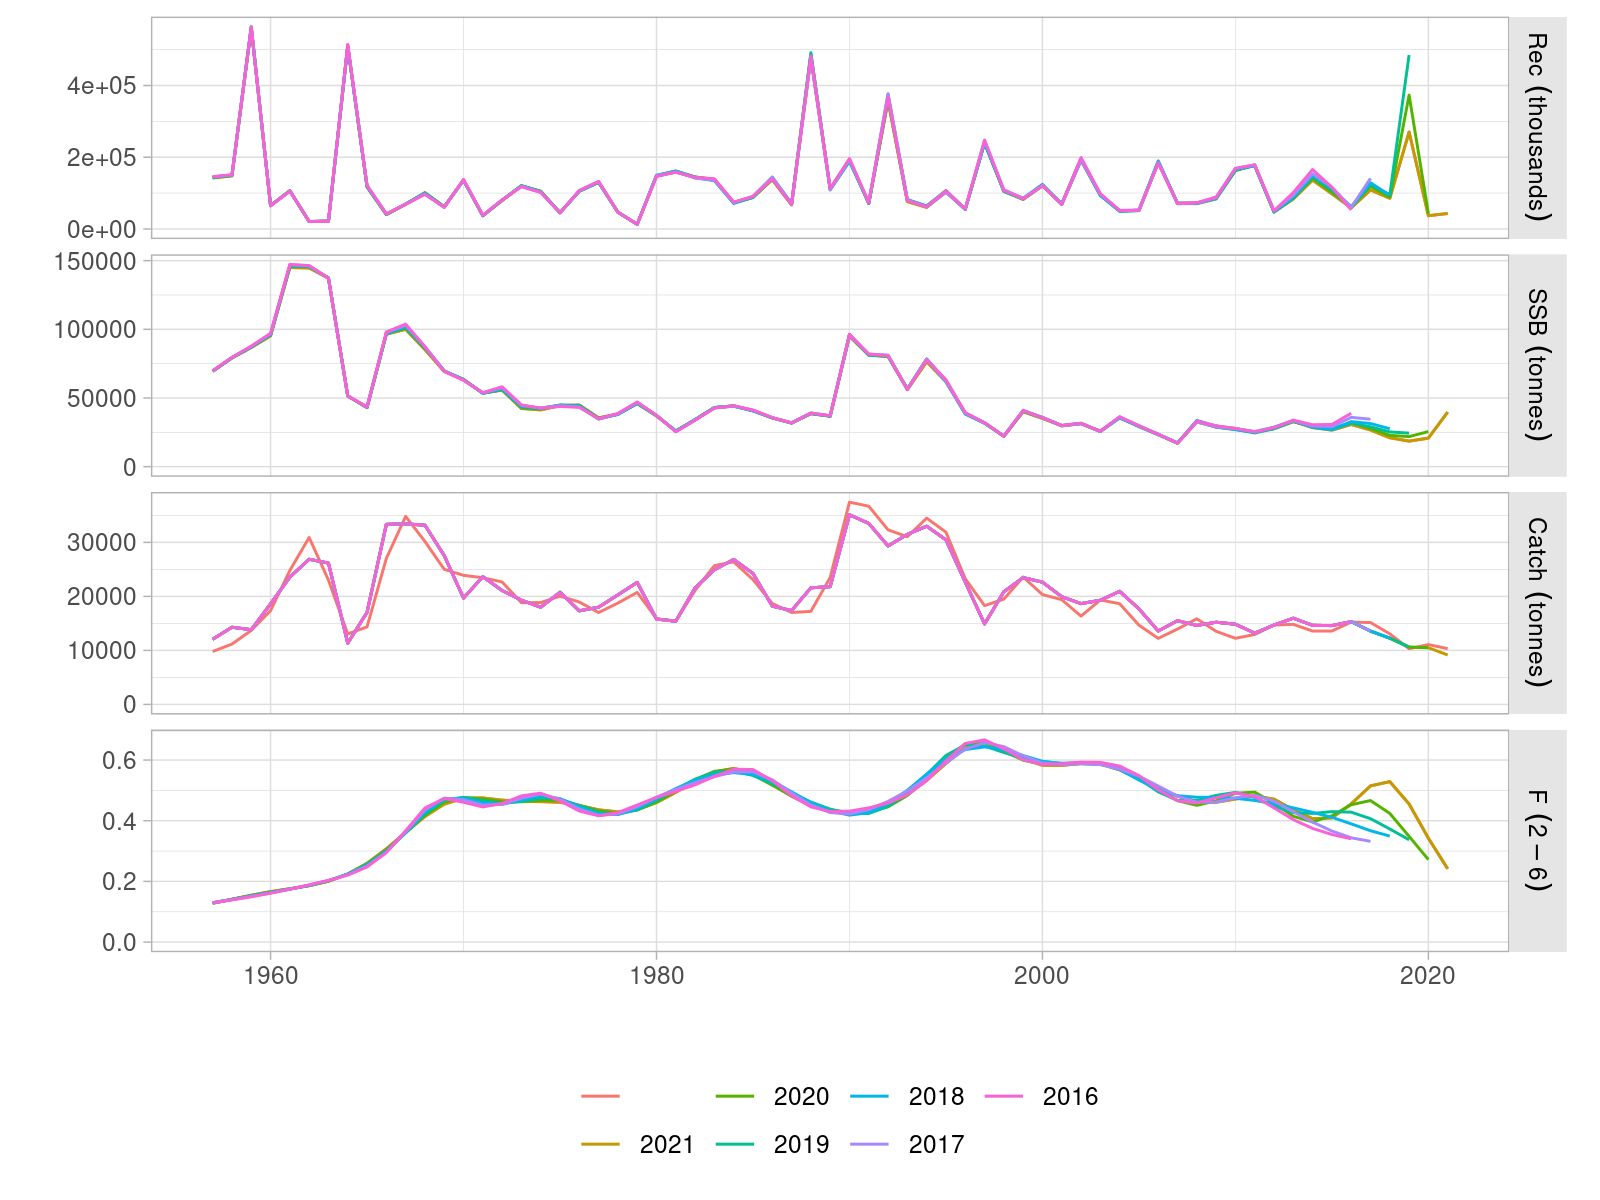 4e+05
2e+05
0e+00
Rec (thousands)
150000
100000
50000
0
SSB (tonnes)
30000
20000
10000
0
Catch (tonnes)
0.6
0.4
0.2
0.0
F (2 − 6)
1960 1980 2000 2020
2020 2018 2016
2021 2019 2017